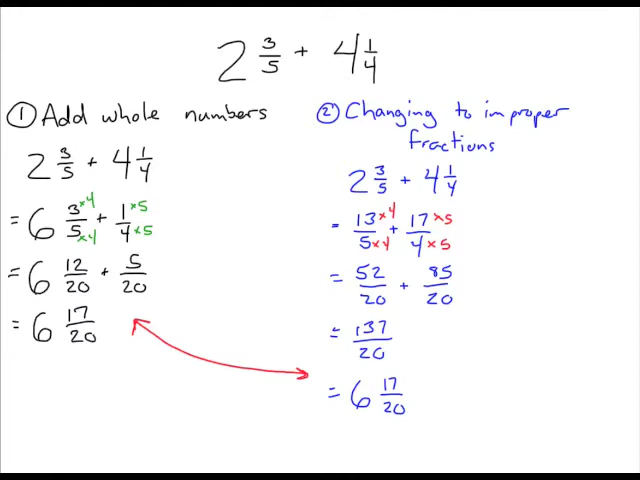 2 3/5 + 4 1/4
① Add whole numbers
2 3/5 + 4 1/4
= 6 3×4/5×4 + 1×5/4×5
= 6 12/20 + 5/20
= 6 17/20
② Changing to improper
fractions
2 3/5 + 4 1/4
= 13×4/5×4 + 17×5/4×5
= 52/20 + 85/20
= 137/20
= 6 17/20